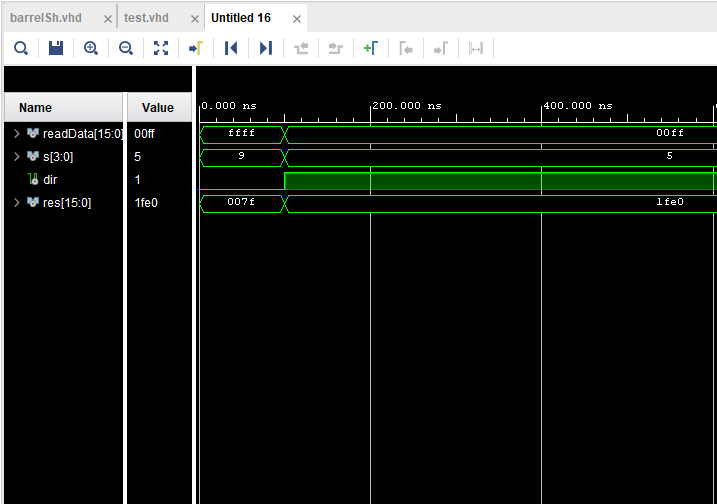 barrelSh.vhd test.vhd Untitled 16
Name Value
0.000 ns 200.000 ns 400.000 ns
readData[15:0] 00ff ffff 00ff
s[3:0] 5 9 5
dir 1
res[15:0] 1fe0 007f 1fe0